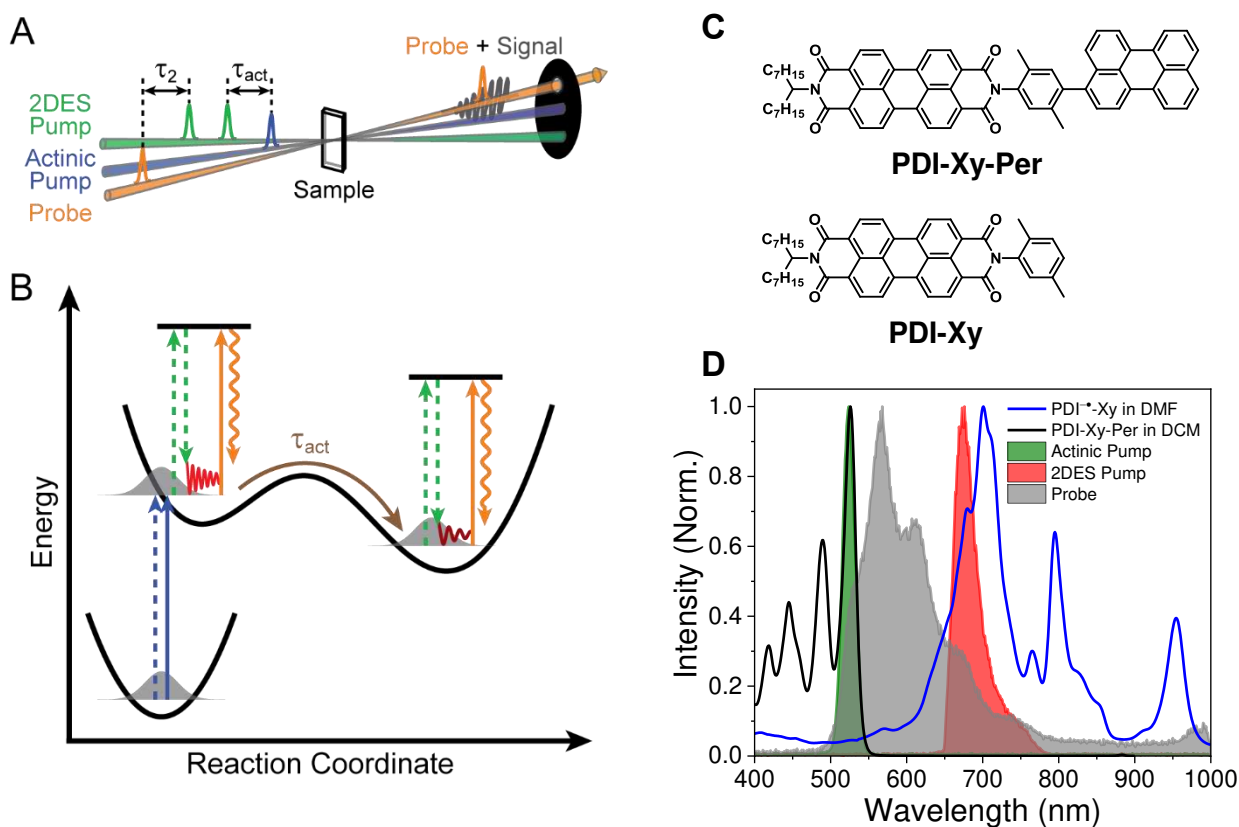 A
τ2
τact
Probe + Signal
2DES
Pump
Actinic
Pump
Probe
Sample
B
Energy
τact
Reaction Coordinate
C
C7H15
C7H15
N
O
O
O
O
N
PDI-Xy-Per
C7H15
C7H15
N
O
O
O
O
N
PDI-Xy
D
Intensity (Norm.)
1.0
0.8
0.6
0.4
0.2
0.0
PDI−•-Xy in DMF
PDI-Xy-Per in DCM
Actinic Pump
2DES Pump
Probe
400 500 600 700 800 900 1000
Wavelength (nm)